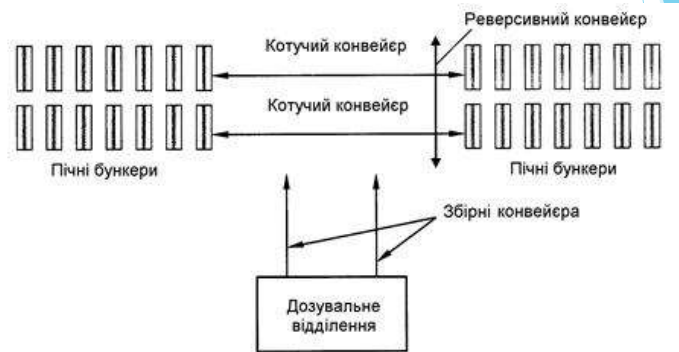 Реверсивний конвейєр
Котучий конвейєр
Котучий конвейєр
Пічні бункери
Пічні бункери
Збірні конвейєра
Дозувальне
відділення